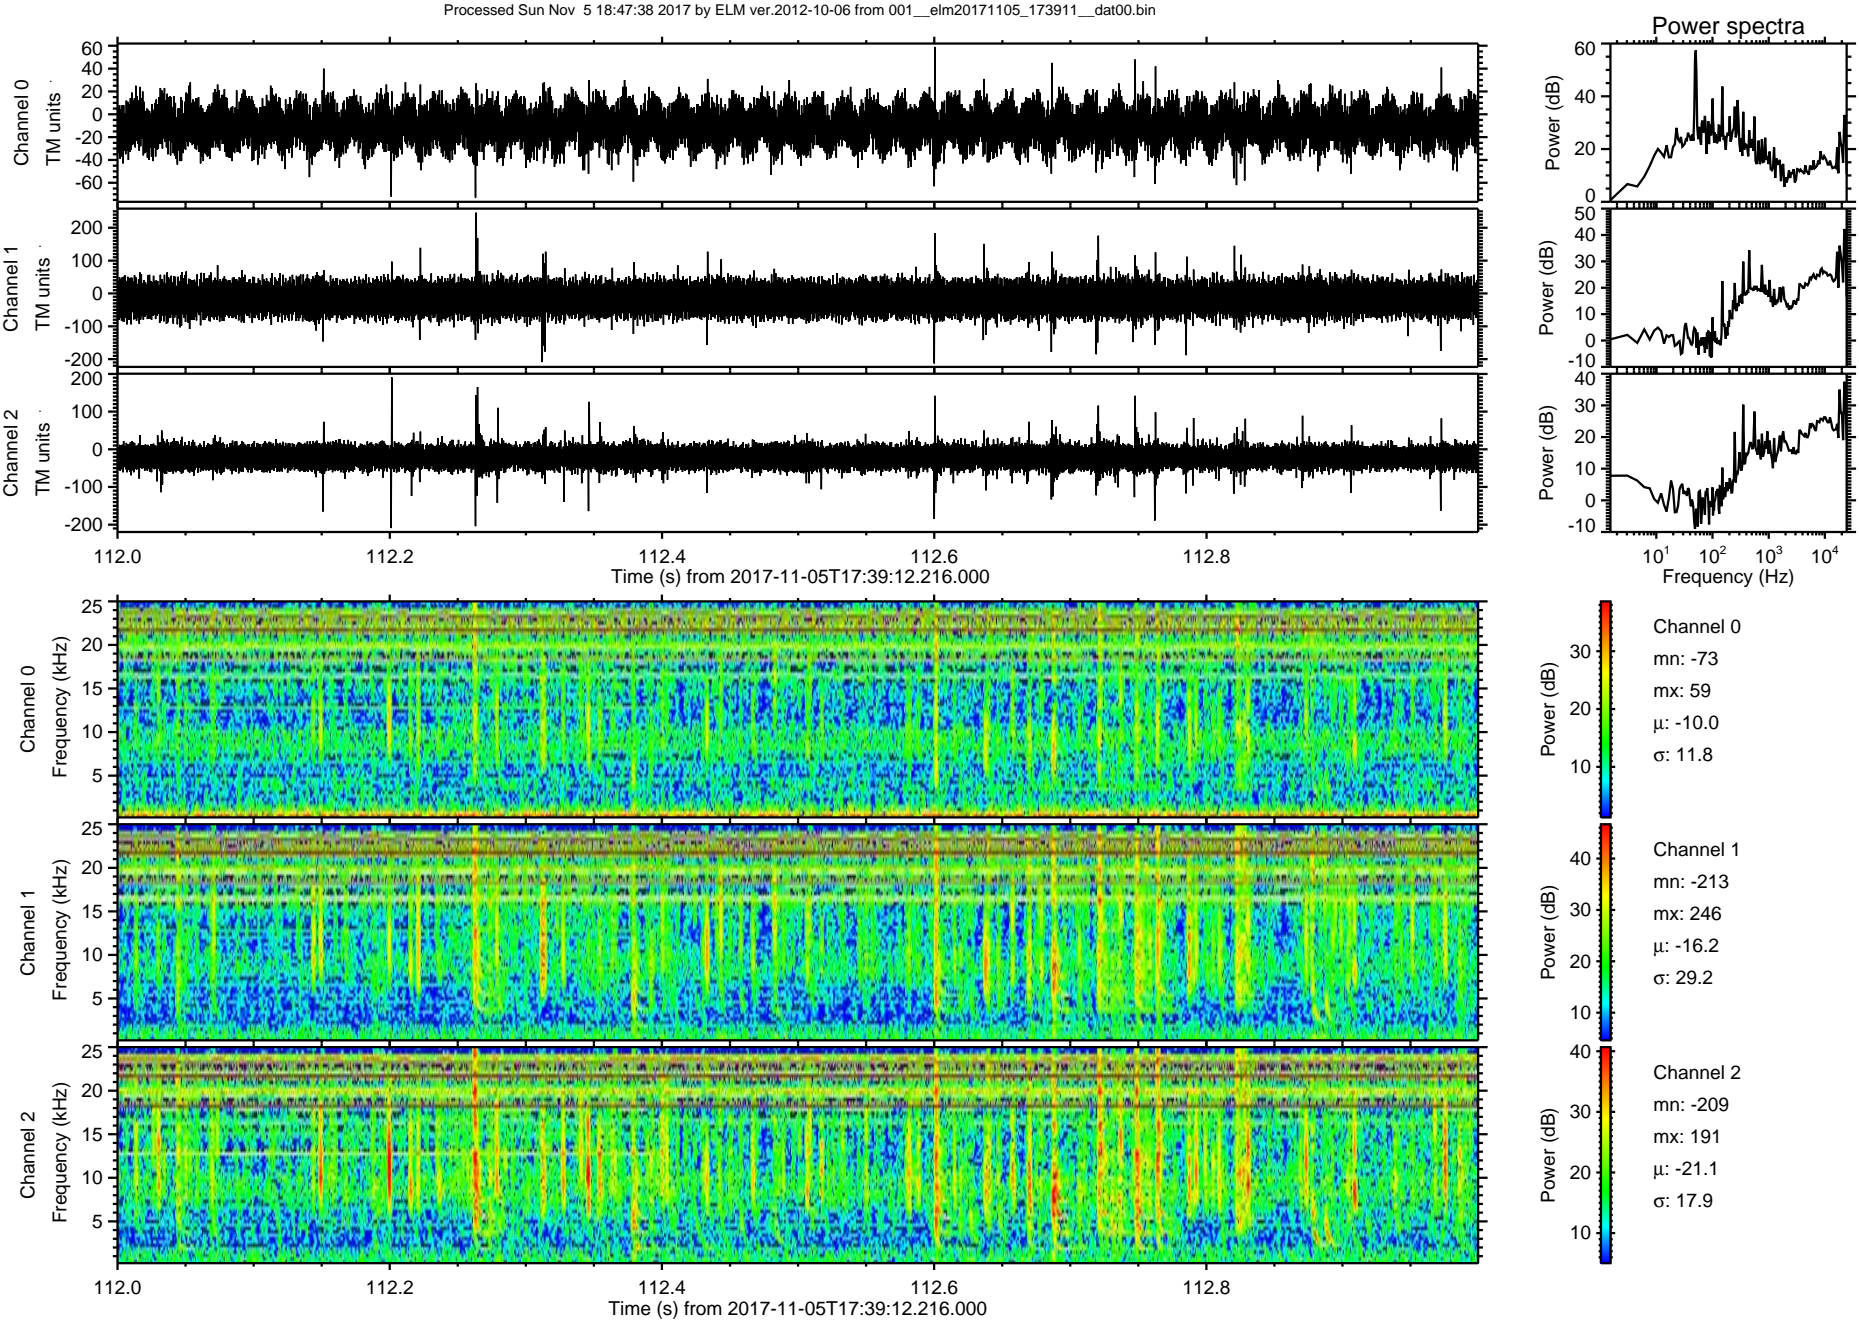 Processed Sun Nov  5 18:47:38 2017 by ELM ver.2012-10-06 from 001__elm20171105_173911__dat00.bin
Power spectra
Channel 0
TM units
60
40
20
0
-20
-40
-60
Power (dB)
60
40
20
0
Channel 1
TM units
200
100
0
-100
-200
Power (dB)
50
40
30
20
10
0
-10
Channel 2
TM units
200
100
0
-100
-200
Power (dB)
40
30
20
10
0
-10
112.0 112.2 112.4 112.6 112.8
Time (s) from 2017-11-05T17:39:12.216.000
10^1 10^2 10^3 10^4
Frequency (Hz)
Channel 0
Frequency (kHz)
25
20
15
10
5
Power (dB)
30
20
10
Channel 0
mn: -73
mx: 59
μ: -10.0
σ: 11.8
Channel 1
Frequency (kHz)
25
20
15
10
5
Power (dB)
40
30
20
10
Channel 1
mn: -213
mx: 246
μ: -16.2
σ: 29.2
Channel 2
Frequency (kHz)
25
20
15
10
5
Power (dB)
40
30
20
10
Channel 2
mn: -209
mx: 191
μ: -21.1
σ: 17.9
112.0 112.2 112.4 112.6 112.8
Time (s) from 2017-11-05T17:39:12.216.000